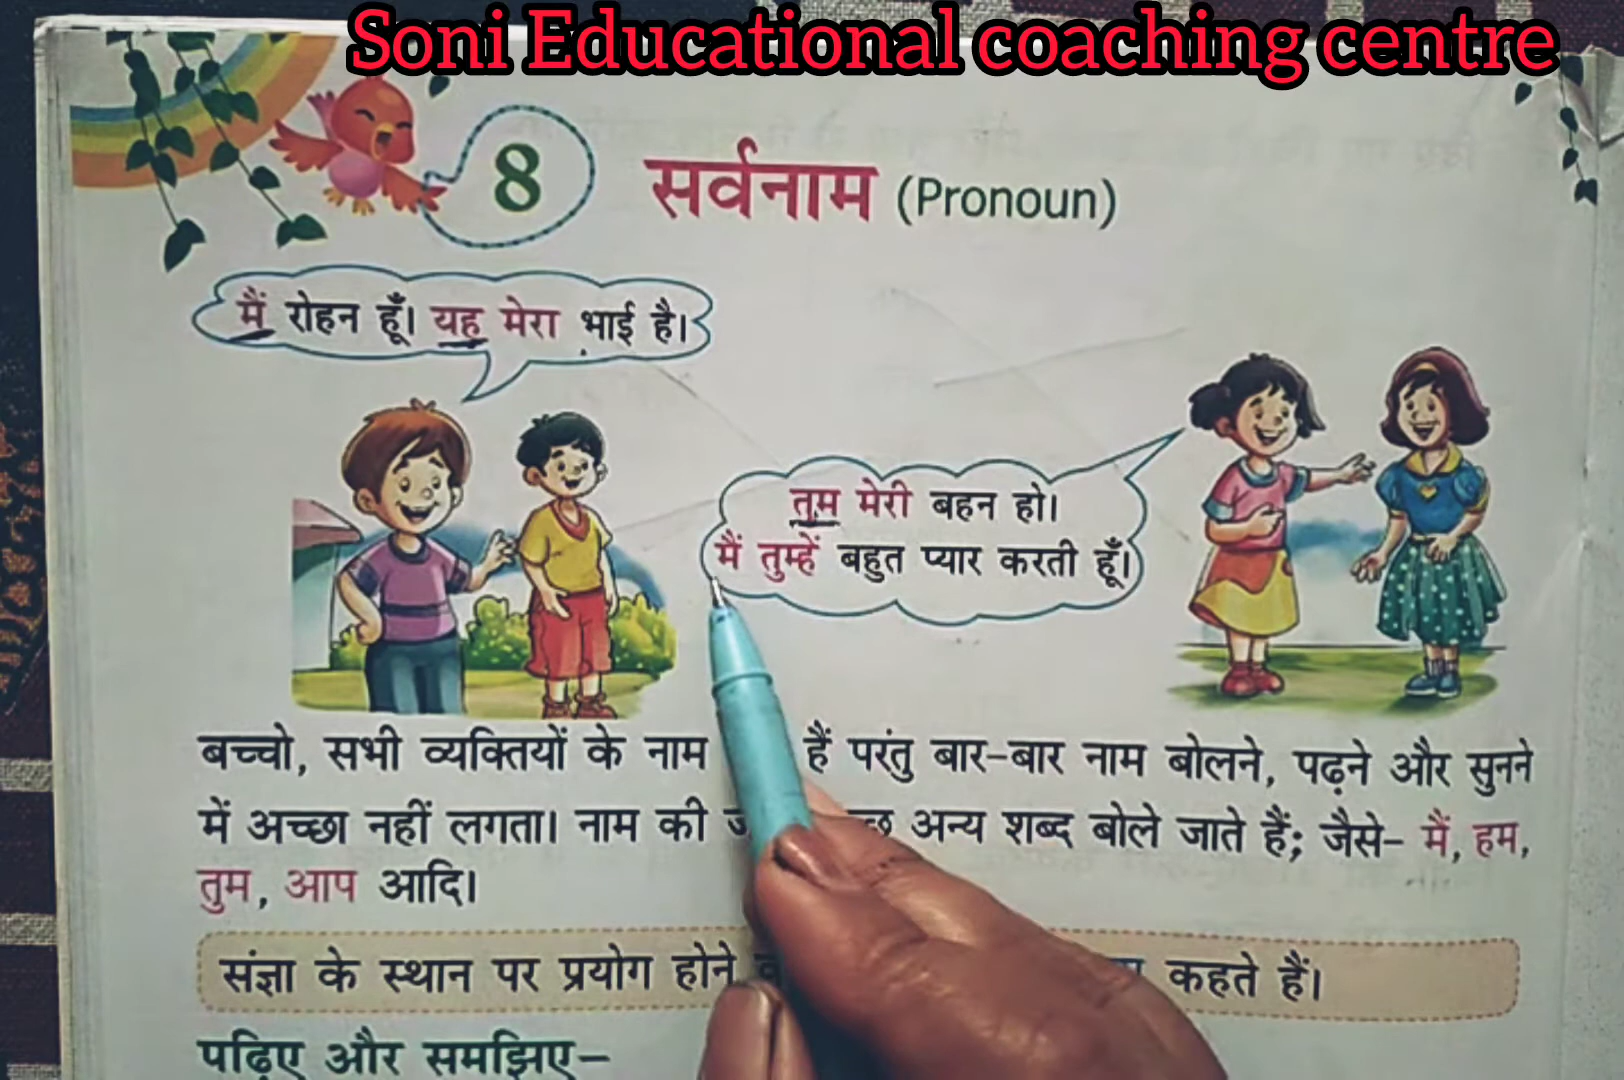 Soni Educational coaching centre
8 सर्वनाम (Pronoun)
मैं रोहन हूँ। यह मेरा भाई है।
तुम मेरी बहन हो।
मैं तुम्हें बहुत प्यार करती हूँ।
बच्चो, सभी व्यक्तियों के नाम हैं परंतु बार-बार नाम बोलने, पढ़ने और सुनने
में अच्छा नहीं लगता। नाम की अन्य शब्द बोले जाते हैं; जैसे- मैं, हम,
तुम, आप आदि।
संज्ञा के स्थान पर प्रयोग होने कहते हैं।
पढ़िए और समझिए-